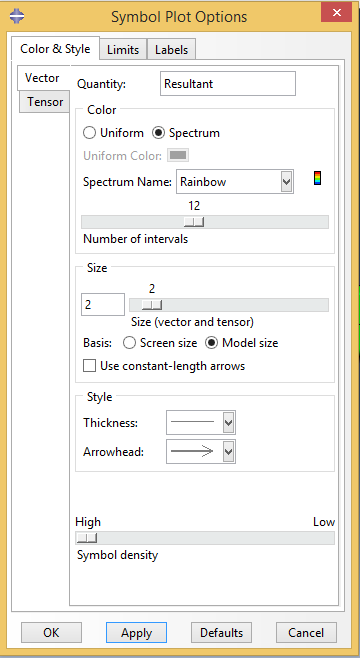 Symbol Plot Options
Color & Style Limits Labels
Vector
Tensor
Quantity: Resultant
Color
Uniform Spectrum
Uniform Color:
Spectrum Name: Rainbow
12
Number of intervals
Size
2
2
Size (vector and tensor)
Basis: Screen size Model size
Use constant-length arrows
Style
Thickness:
Arrowhead:
High Low
Symbol density
OK Apply Defaults Cancel